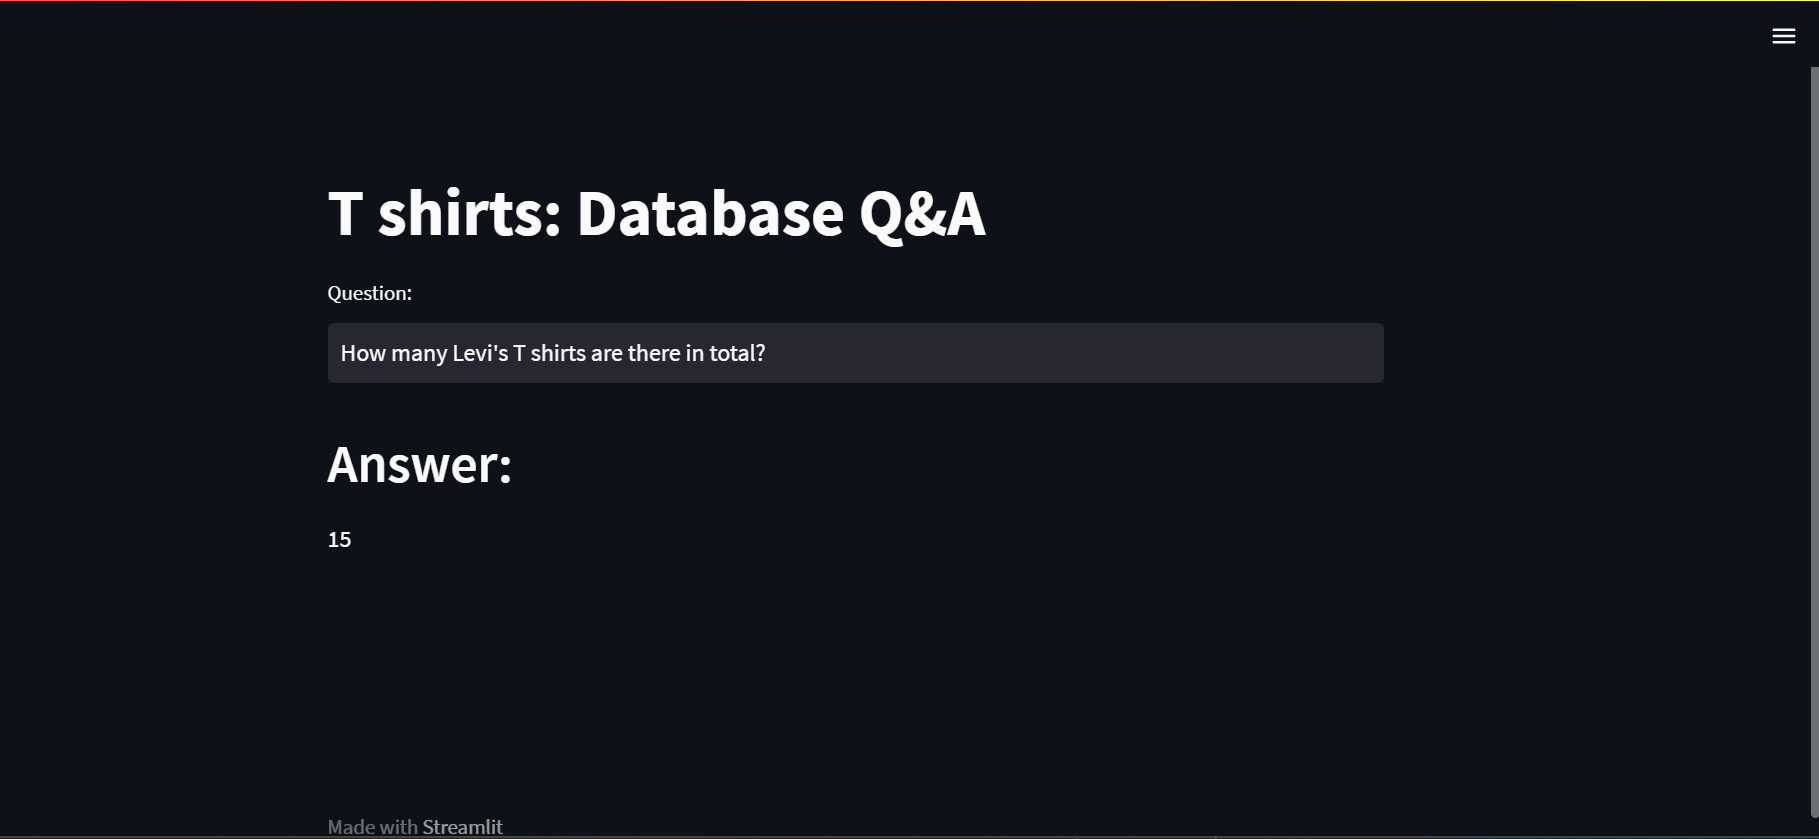 T shirts: Database Q&A
Question:
How many Levi's T shirts are there in total?
Answer:
15
Made with Streamlit